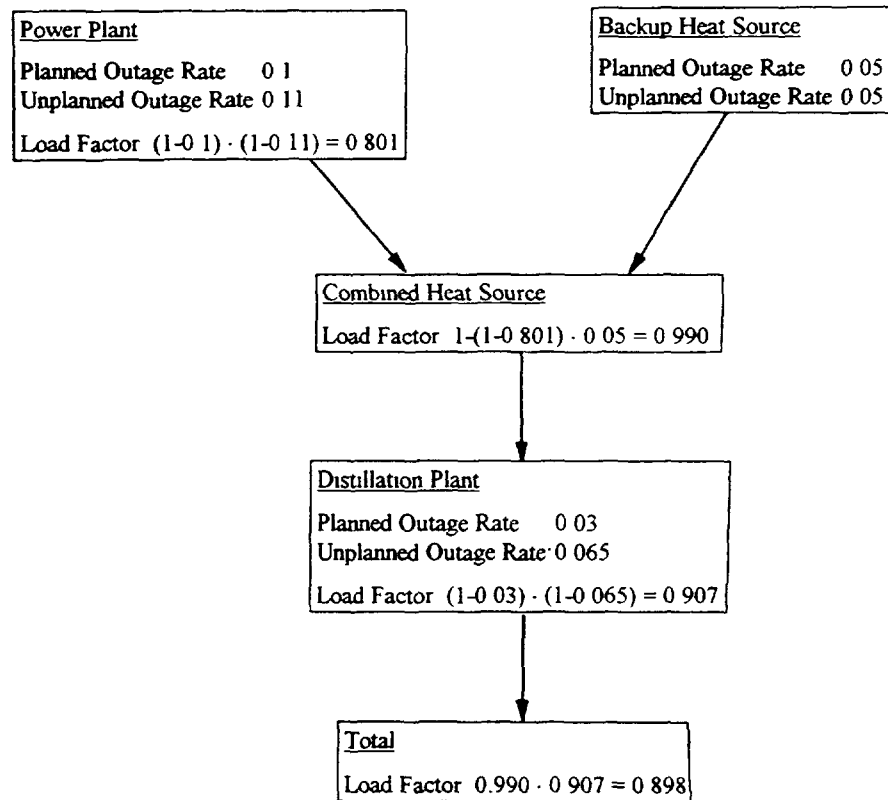 Power Plant
Planned Outage Rate 0 1
Unplanned Outage Rate 0 11
Load Factor (1-0 1) · (1-0 11) = 0 801
Backup Heat Source
Planned Outage Rate 0 05
Unplanned Outage Rate 0 05
Combined Heat Source
Load Factor 1-(1-0 801) · 0 05 = 0 990
Distillation Plant
Planned Outage Rate 0 03
Unplanned Outage Rate· 0 065
Load Factor (1-0 03) · (1-0 065) = 0 907
Total
Load Factor 0.990 · 0 907 = 0 898